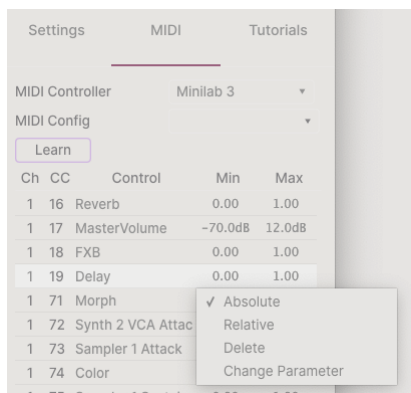 Settings MIDI Tutorials
MIDI Controller Minilab 3
MIDI Config
Learn
Ch CC Control Min Max
1 16 Reverb 0.00 1.00
1 17 MasterVolume -70.0dB 12.0dB
1 18 FXB 0.00 1.00
1 19 Delay 0.00 1.00
1 71 Morph ✓ Absolute
1 72 Synth 2 VCA Attac Relative
1 73 Sampler 1 Attack Delete
1 74 Color Change Parameter